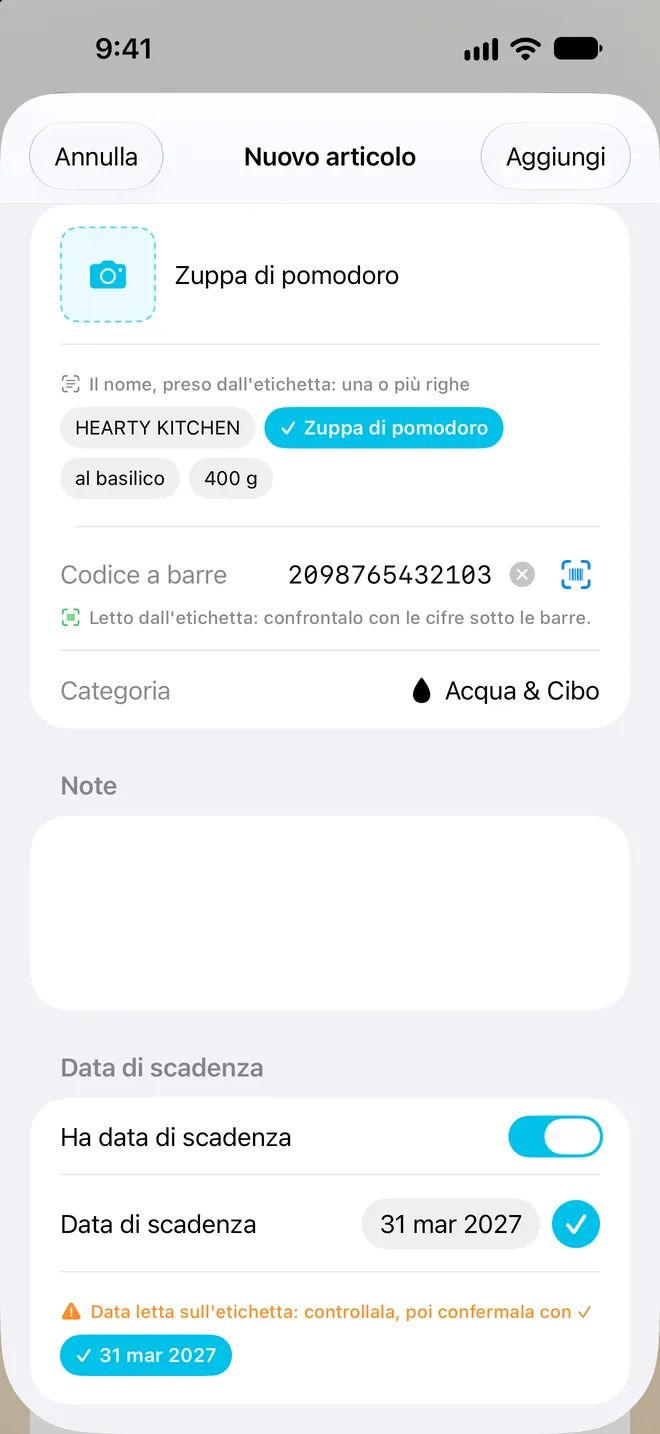 9:41
Annulla
Nuovo articolo
Aggiungi
Zuppa di pomodoro
Il nome, preso dall'etichetta: una o più righe
HEARTY KITCHEN
✓ Zuppa di pomodoro
al basilico
400 g
Codice a barre
2098765432103
Letto dall'etichetta: confrontalo con le cifre sotto le barre.
Categoria
Acqua & Cibo
Note
Data di scadenza
Ha data di scadenza
Data di scadenza
31 mar 2027
Data letta sull'etichetta: controllala, poi confermala con ✓
✓ 31 mar 2027